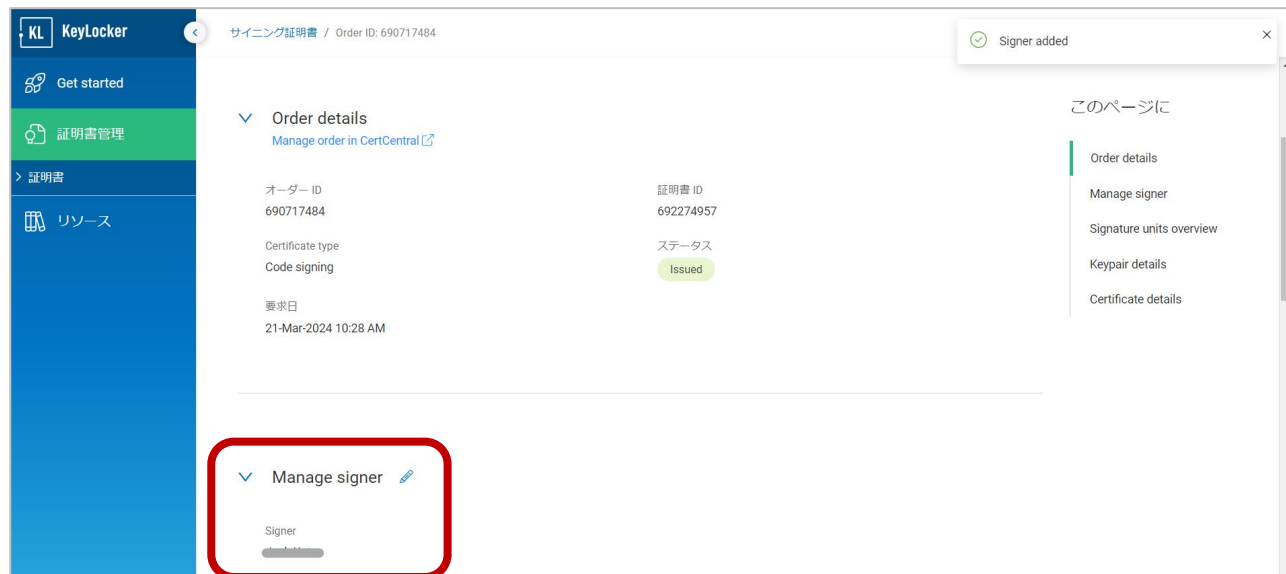 KL KeyLocker
サイニング証明書 / Order ID: 690717484
Signer added
Get started
証明書管理
証明書
リソース
Order details
Manage order in CertCentral
オーダー ID
690717484
証明書 ID
692274957
Certificate type
Code signing
ステータス
Issued
要求日
21-Mar-2024 10:28 AM
Manage signer
Signer
このページに
Order details
Manage signer
Signature units overview
Keypair details
Certificate details